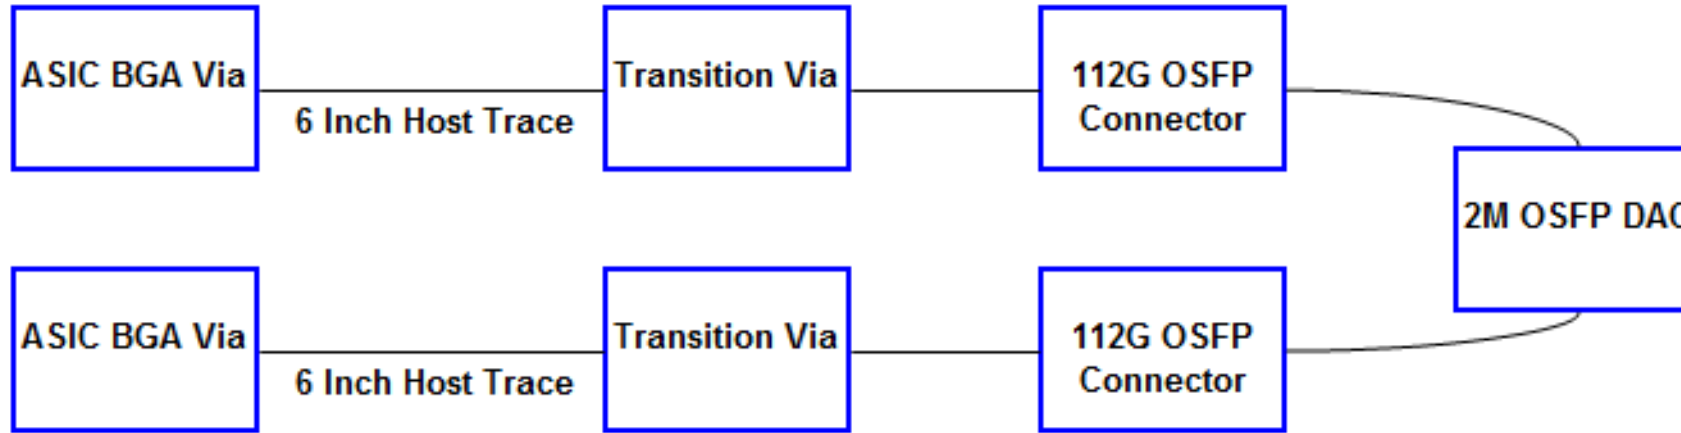 ASIC BGA Via
6 Inch Host Trace
Transition Via
112G OSFP
Connector
2M OSFP DAC
ASIC BGA Via
6 Inch Host Trace
Transition Via
112G OSFP
Connector